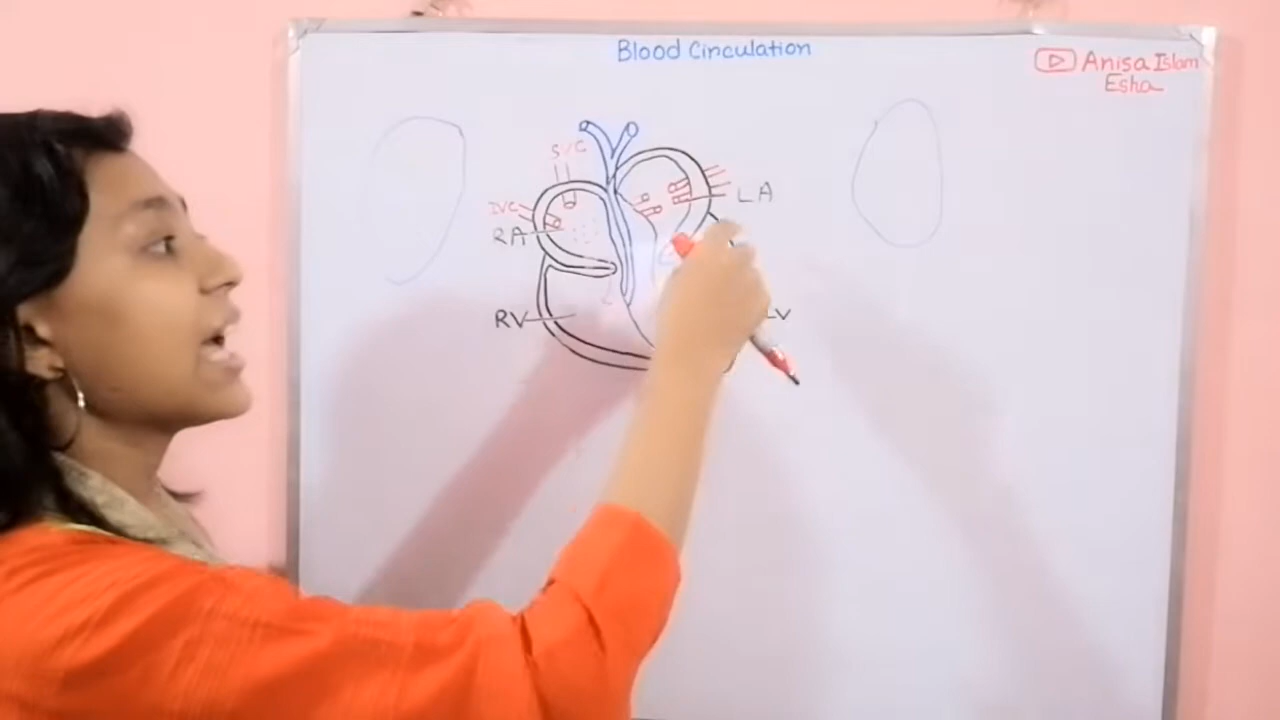 Blood Circulation
Anisa Islam
Esha
SVC
IVC
LA
RA
RV
LV